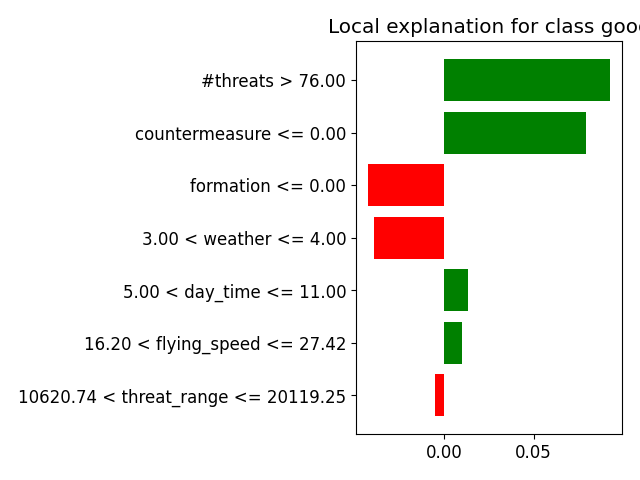 Local explanation for class good
#threats > 76.00
countermeasure <= 0.00
formation <= 0.00
3.00 < weather <= 4.00
5.00 < day_time <= 11.00
16.20 < flying_speed <= 27.42
10620.74 < threat_range <= 20119.25
0.00 0.05